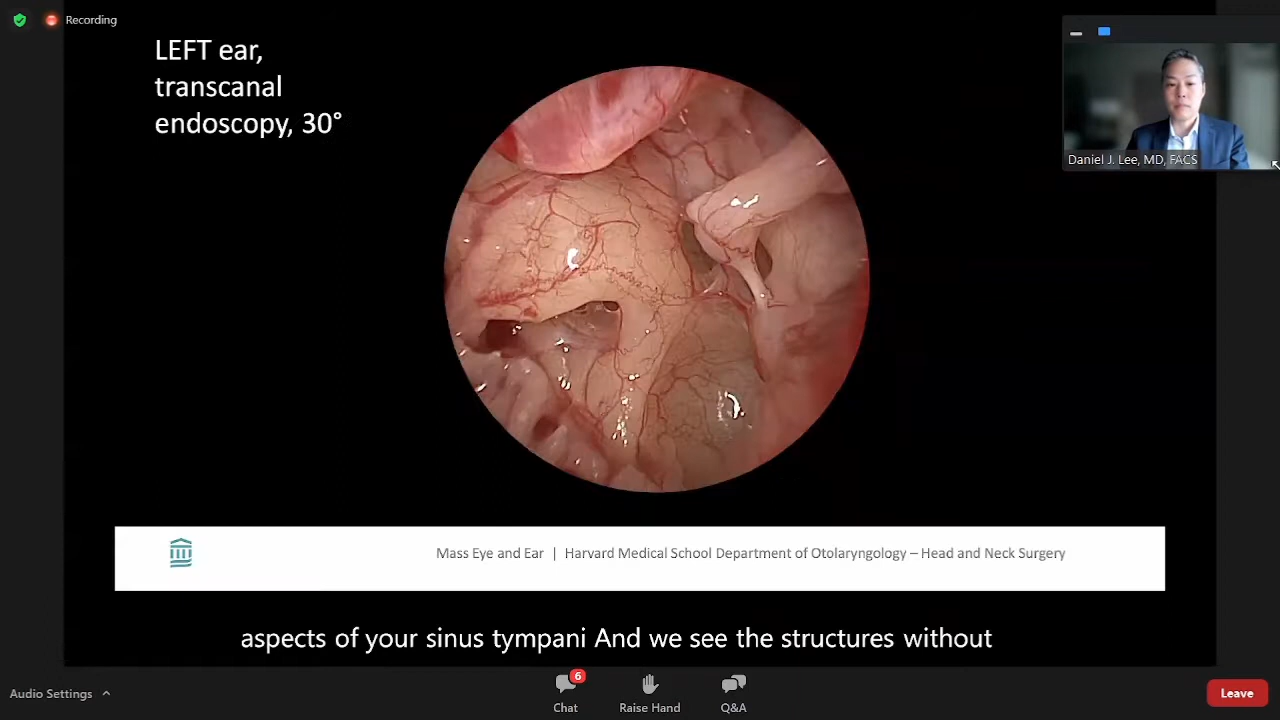 Recording
LEFT ear,
transcanal
endoscopy, 30°
Daniel J. Lee, MD, FACS
Mass Eye and Ear | Harvard Medical School Department of Otolaryngology – Head and Neck Surgery
aspects of your sinus tympani And we see the structures without
Audio Settings
6
Chat
Raise Hand
Q&A
Leave